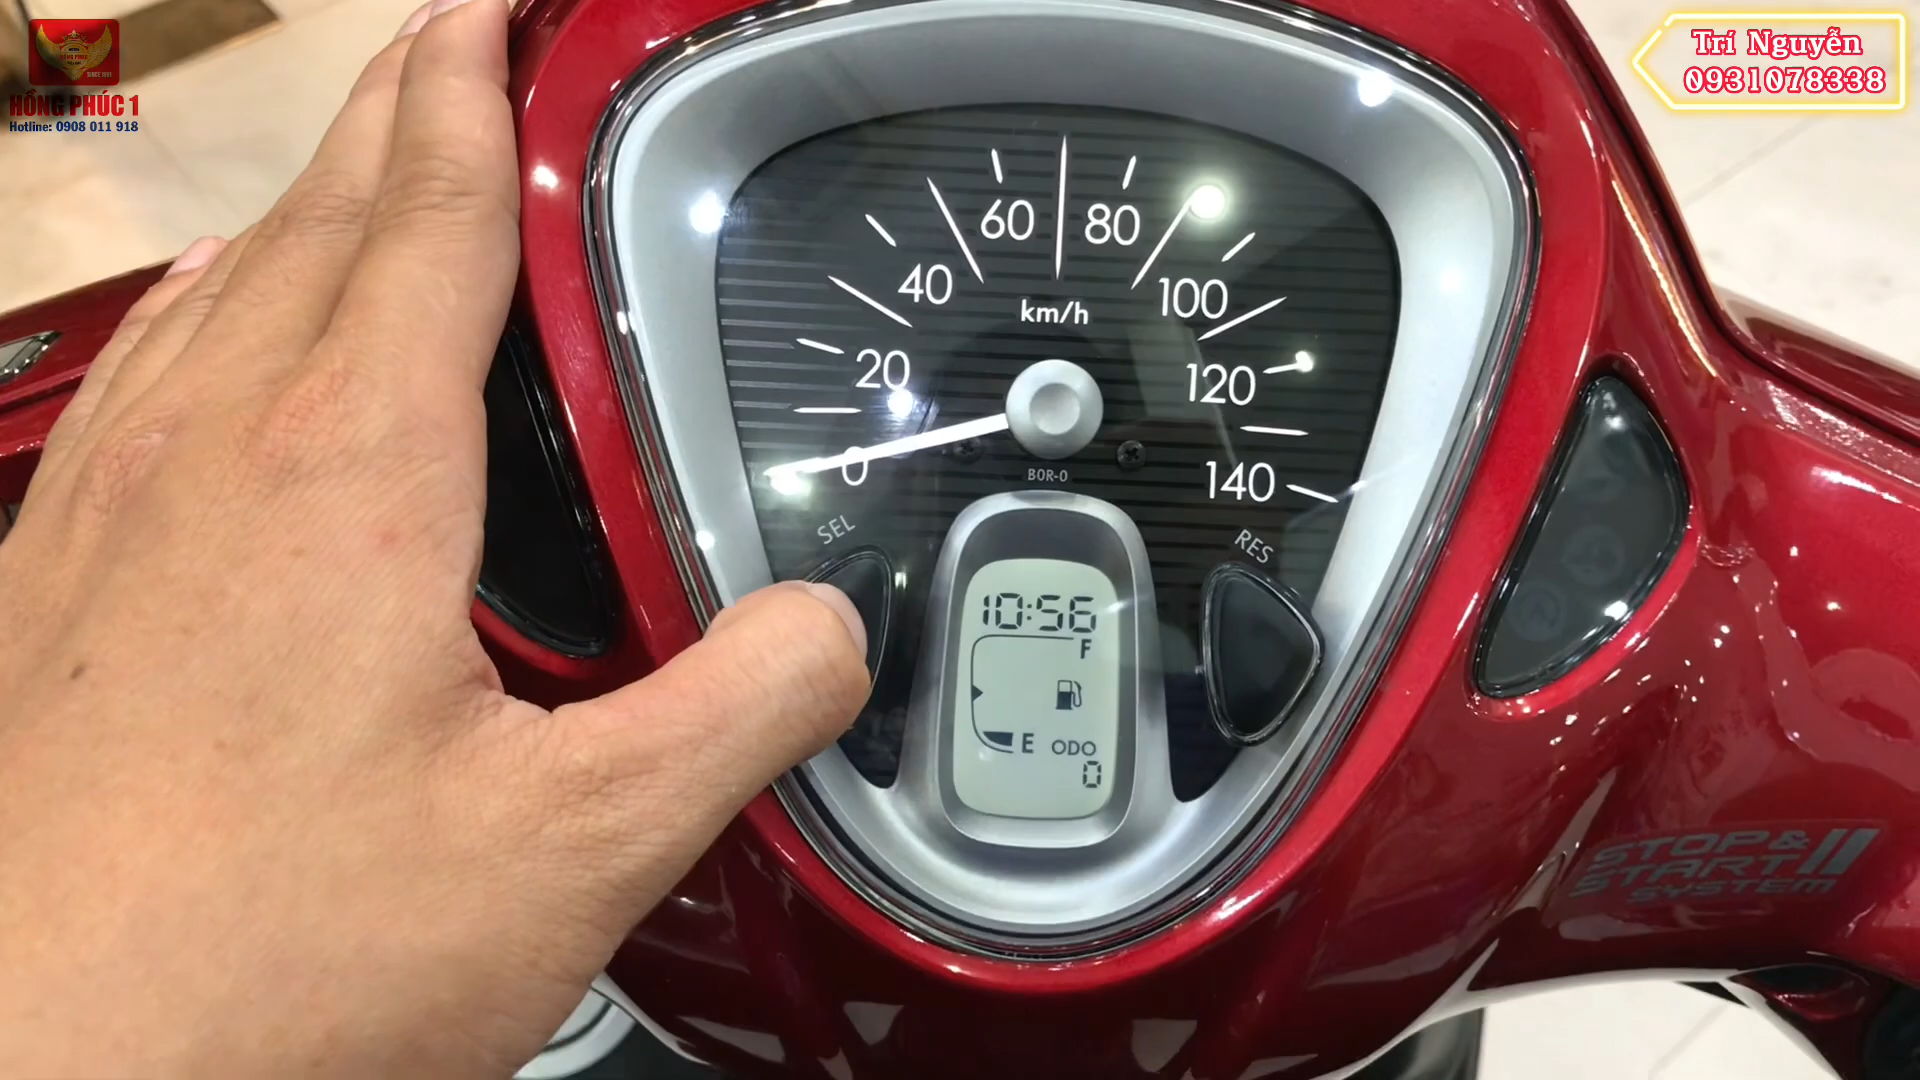 HỒNG PHÚC 1
Hotline: 0908 011 918
Trí Nguyễn
0931078338
60
80
40
100
km/h
20
120
0
BOR-0
140
SEL
RES
10:56
F
E
ODO
0
STOP&
START
SYSTEM